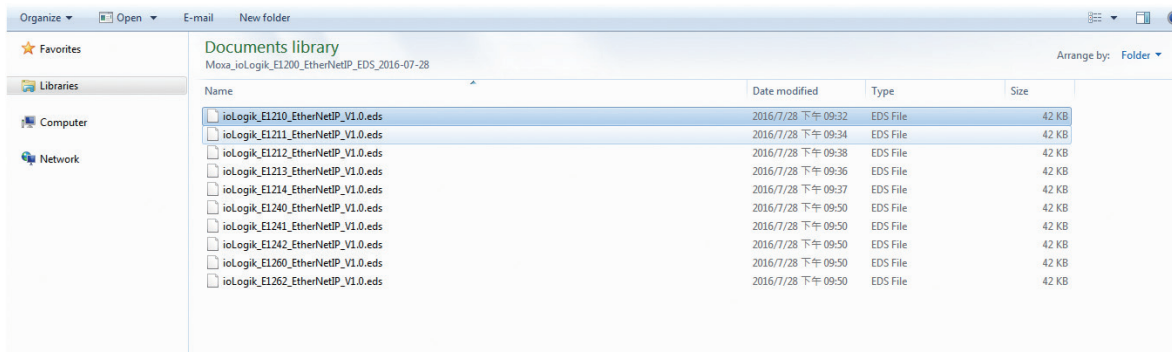 Organize Open E-mail New folder
Favorites
Libraries
Computer
Network
Documents library
Moxa_ioLogik_E1200_EtherNetIP_EDS_2016-07-28
Arrange by: Folder
Name Date modified Type Size
ioLogik_E1210_EtherNetIP_V1.0.eds 2016/7/28 下午 09:32 EDS File 42 KB
ioLogik_E1211_EtherNetIP_V1.0.eds 2016/7/28 下午 09:34 EDS File 42 KB
ioLogik_E1212_EtherNetIP_V1.0.eds 2016/7/28 下午 09:38 EDS File 42 KB
ioLogik_E1213_EtherNetIP_V1.0.eds 2016/7/28 下午 09:36 EDS File 42 KB
ioLogik_E1214_EtherNetIP_V1.0.eds 2016/7/28 下午 09:37 EDS File 42 KB
ioLogik_E1240_EtherNetIP_V1.0.eds 2016/7/28 下午 09:50 EDS File 42 KB
ioLogik_E1241_EtherNetIP_V1.0.eds 2016/7/28 下午 09:50 EDS File 42 KB
ioLogik_E1242_EtherNetIP_V1.0.eds 2016/7/28 下午 09:50 EDS File 42 KB
ioLogik_E1260_EtherNetIP_V1.0.eds 2016/7/28 下午 09:50 EDS File 42 KB
ioLogik_E1262_EtherNetIP_V1.0.eds 2016/7/28 下午 09:50 EDS File 42 KB